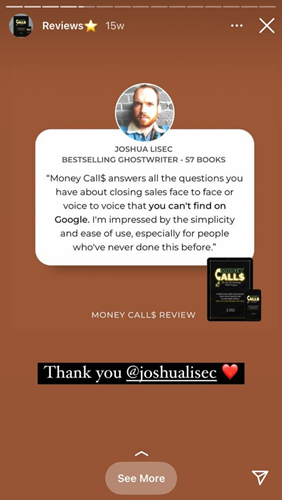 Reviews⭐ 15w
JOSHUA LISEC
BESTSELLING GHOSTWRITER - 57 BOOKS
“Money Call$ answers all the questions you
have about closing sales face to face or
voice to voice that you can't find on
Google. I'm impressed by the simplicity
and ease of use, especially for people
who've never done this before.”
CALL$
MONEY CALL$ REVIEW
Thank you @joshualisec ❤️
See More